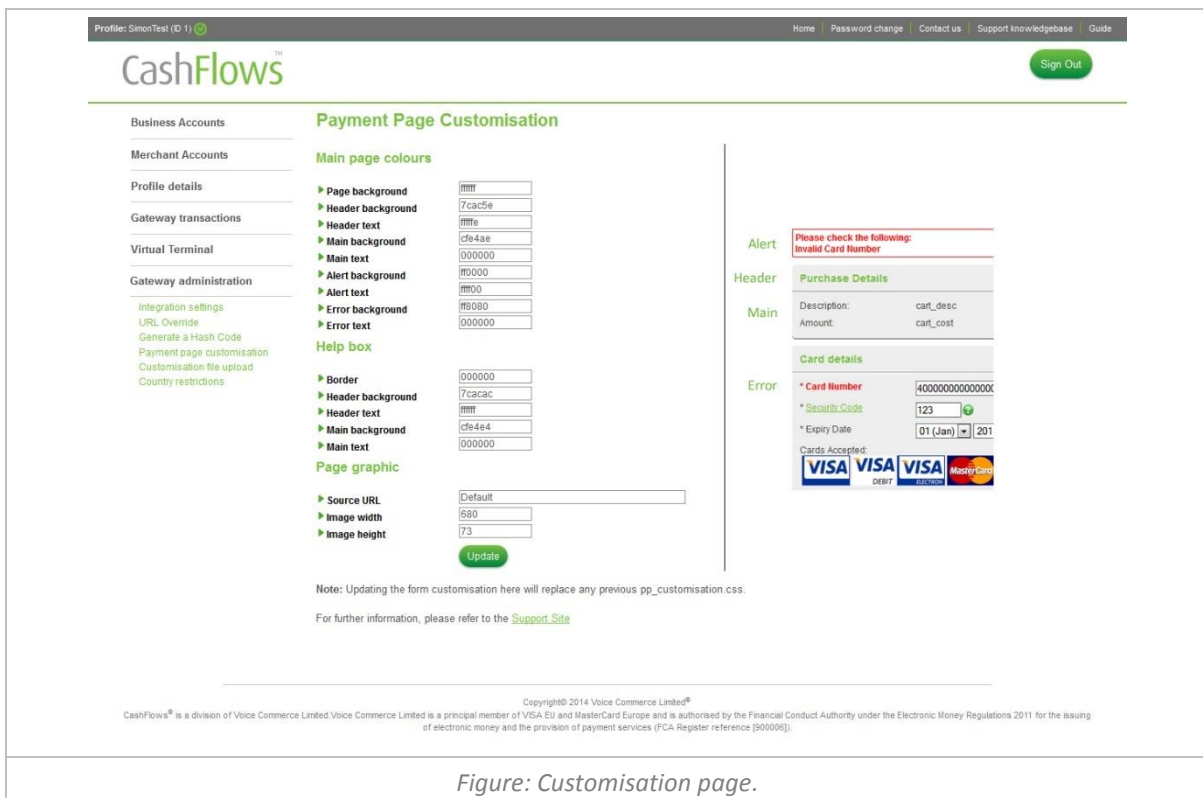 Profile: SimonTest (ID 1)
Home | Password change | Contact us | Support knowledgebase | Guide
CashFlows™
Sign Out
Business Accounts
Merchant Accounts
Profile details
Gateway transactions
Virtual Terminal
Gateway administration
Integration settings
URL Override
Generate a Hash Code
Payment page customisation
Customisation file upload
Country restrictions
Payment Page Customisation
Main page colours
Page background ffffff
Header background 7cac5e
Header text fffffe
Main background cfe4ae
Main text 000000
Alert background ff0000
Alert text ffff00
Error background ff8080
Error text 000000
Help box
Border 000000
Header background 7cacac
Header text ffffff
Main background cfe4e4
Main text 000000
Page graphic
Source URL Default
Image width 680
Image height 73
Update
Alert
Please check the following:
Invalid Card Number
Header
Purchase Details
Main
Description: cart_desc
Amount: cart_cost
Card details
Error
* Card Number 40000000000000
* Security Code 123
* Expiry Date 01 (Jan) 201
Cards Accepted:
VISA
VISA DEBIT
VISA ELECTRON
MasterCard
Note: Updating the form customisation here will replace any previous pp_customisation.css.
For further information, please refer to the Support Site
Copyright© 2014 Voice Commerce Limited®
CashFlows® is a division of Voice Commerce Limited.Voice Commerce Limited is a principal member of VISA EU and MasterCard Europe and is authorised by the Financial Conduct Authority under the Electronic Money Regulations 2011 for the issuing
of electronic money and the provision of payment services (FCA Register reference [900006]).
Figure: Customisation page.